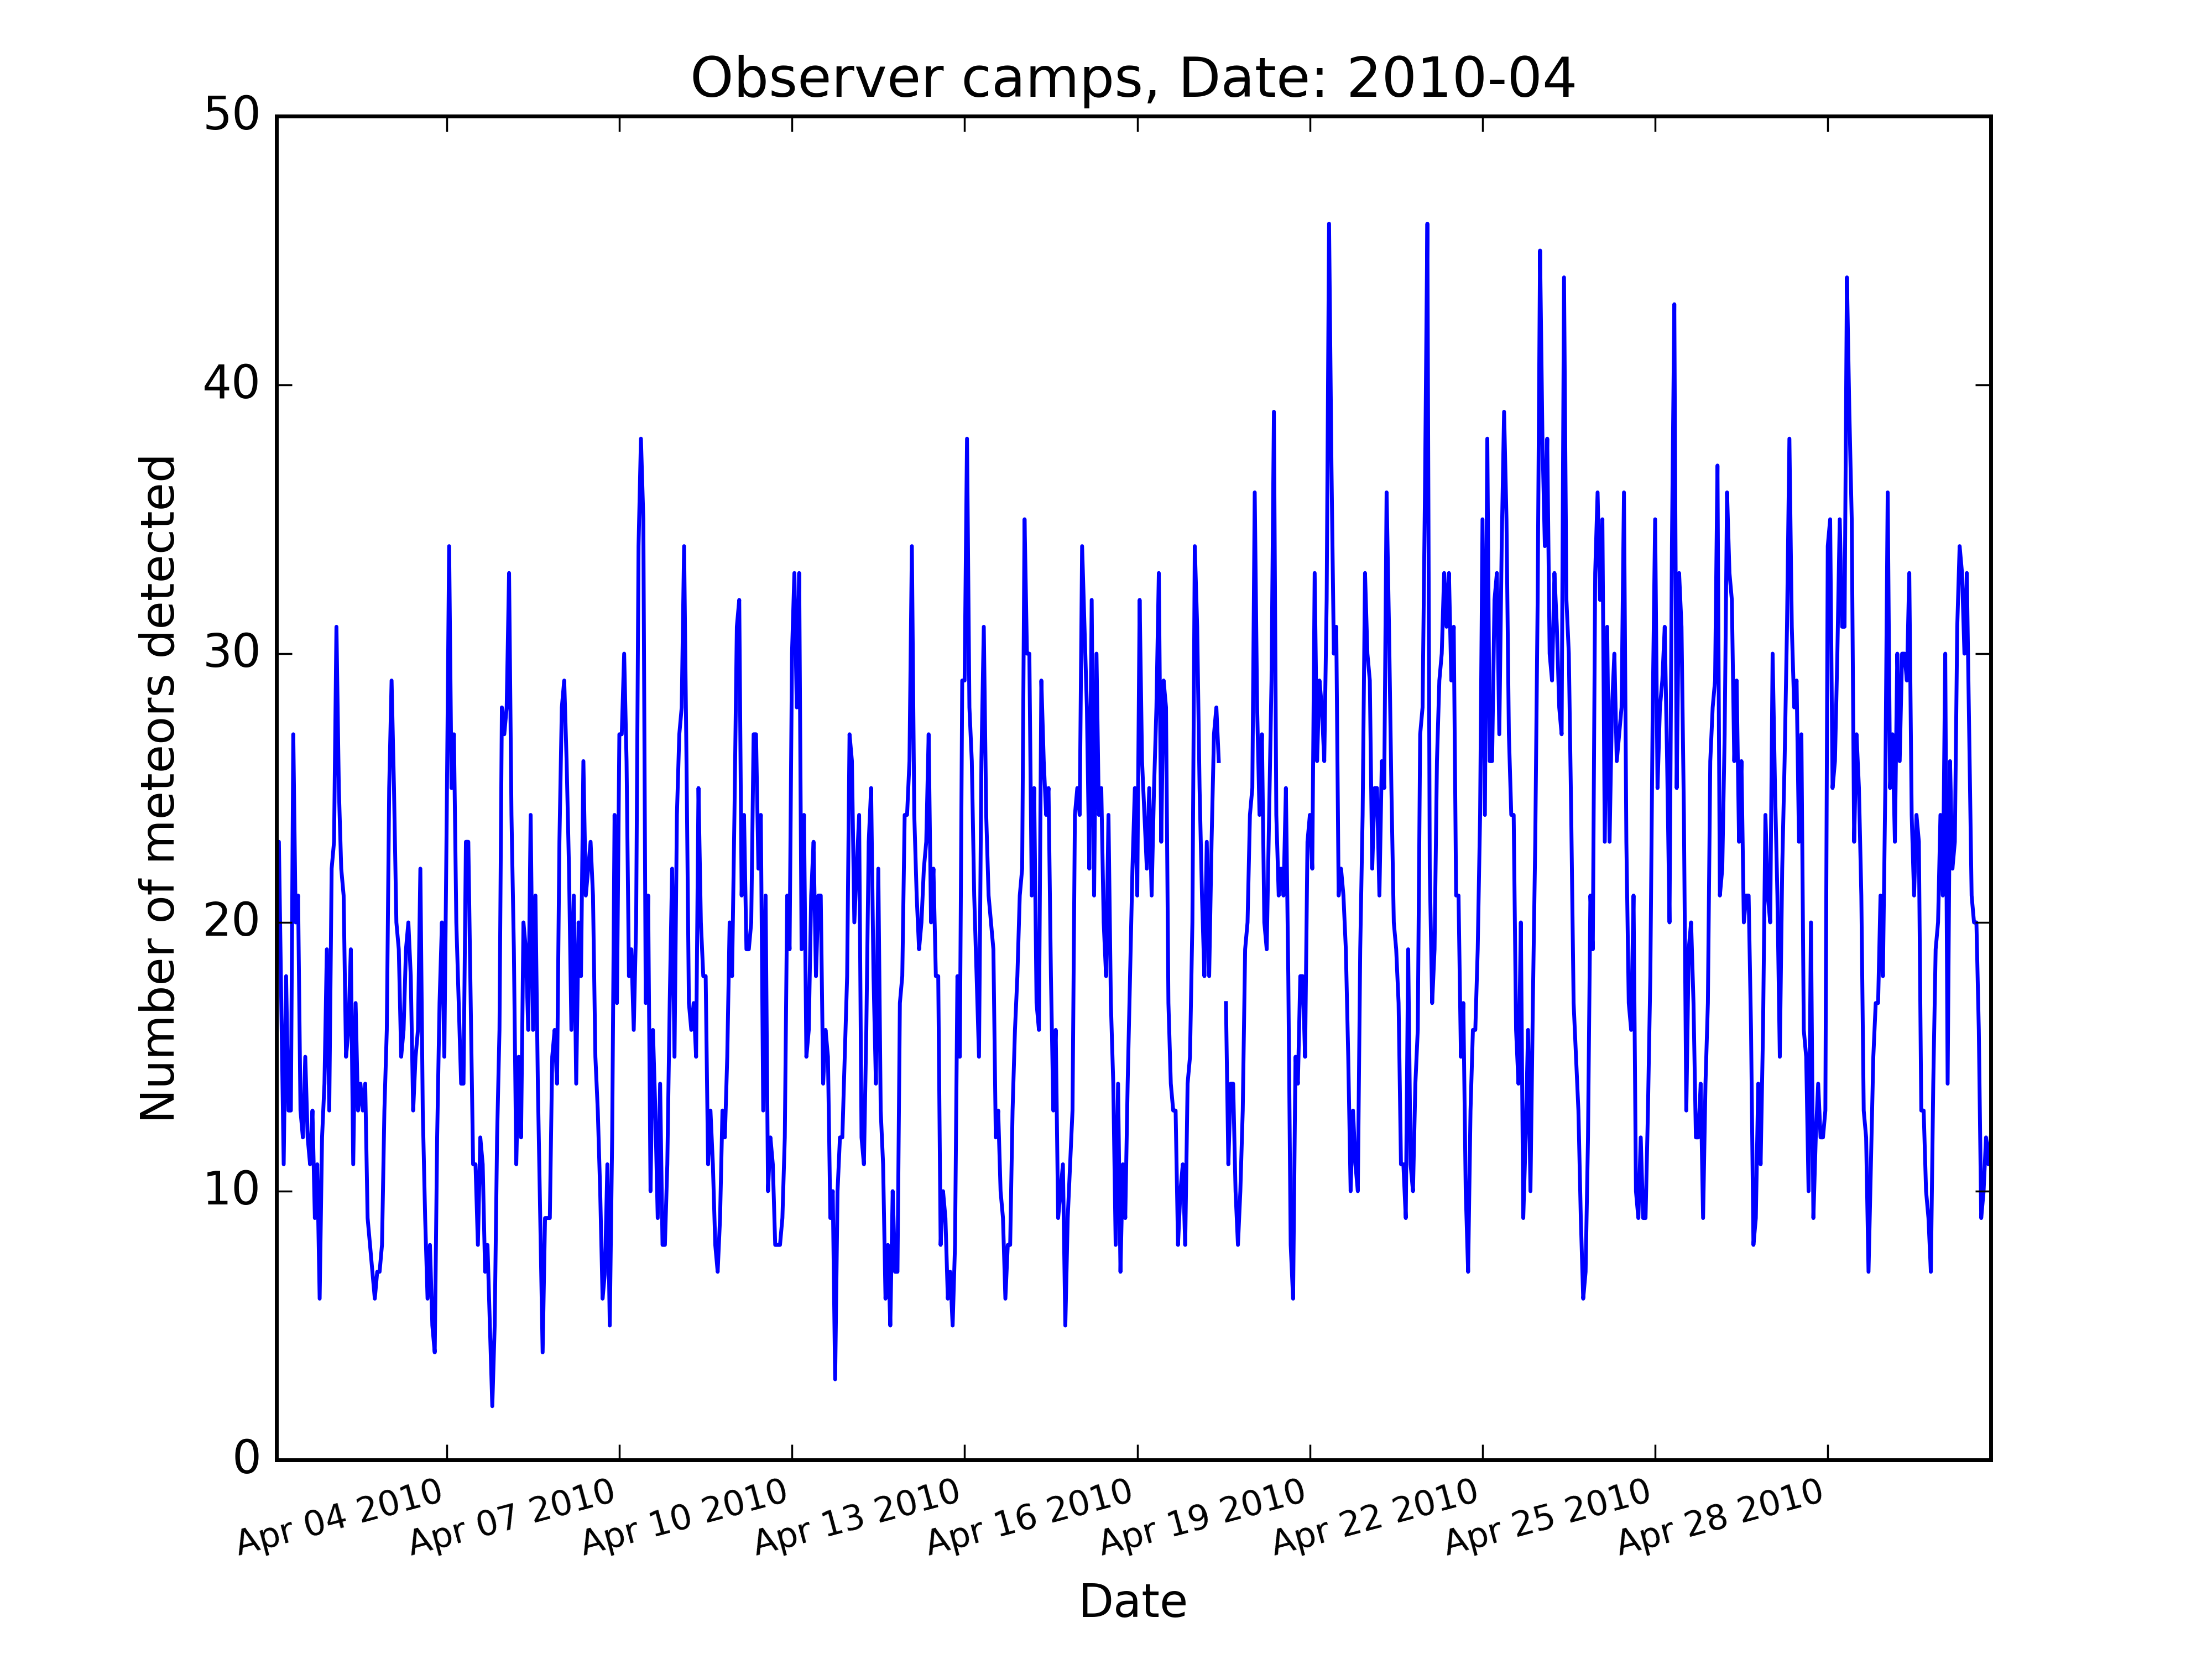 Observer camps, Date: 2010-04
50
40
30
20
10
0
Number of meteors detected
Apr 04 2010
Apr 07 2010
Apr 10 2010
Apr 13 2010
Apr 16 2010
Apr 19 2010
Apr 22 2010
Apr 25 2010
Apr 28 2010
Date